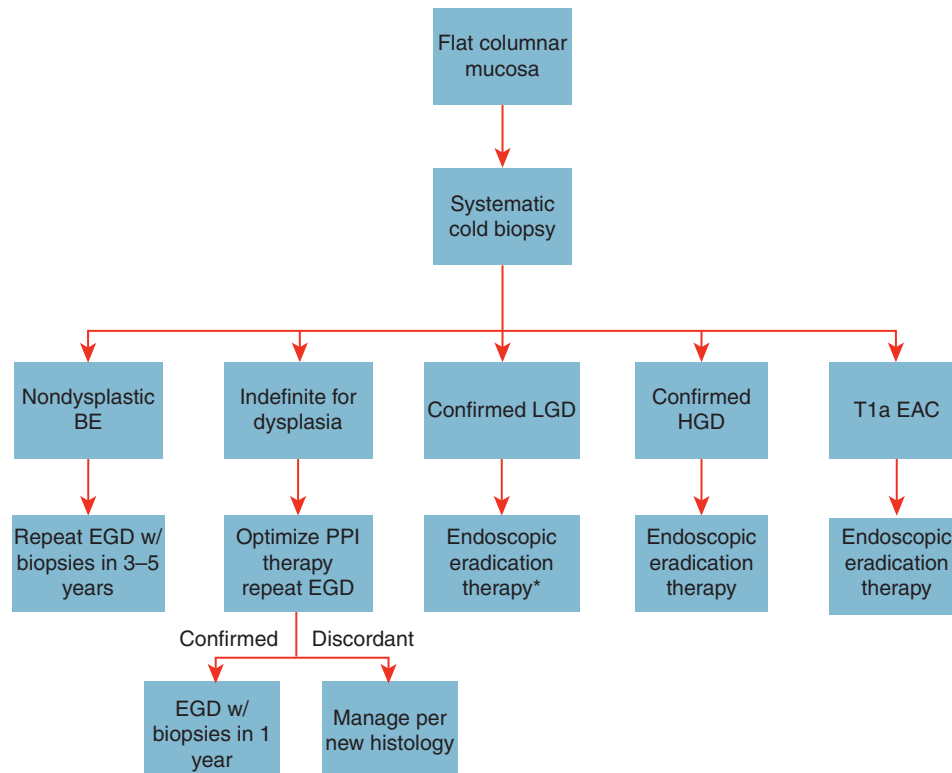 Flat columnar
mucosa
Systematic
cold biopsy
Nondysplastic
BE
Indefinite for
dysplasia
Confirmed LGD
Confirmed
HGD
T1a EAC
Repeat EGD w/
biopsies in 3–5
years
Optimize PPI
therapy
repeat EGD
Endoscopic
eradication
therapy*
Endoscopic
eradication
therapy
Endoscopic
eradication
therapy
Confirmed
Discordant
EGD w/
biopsies in 1
year
Manage per
new histology